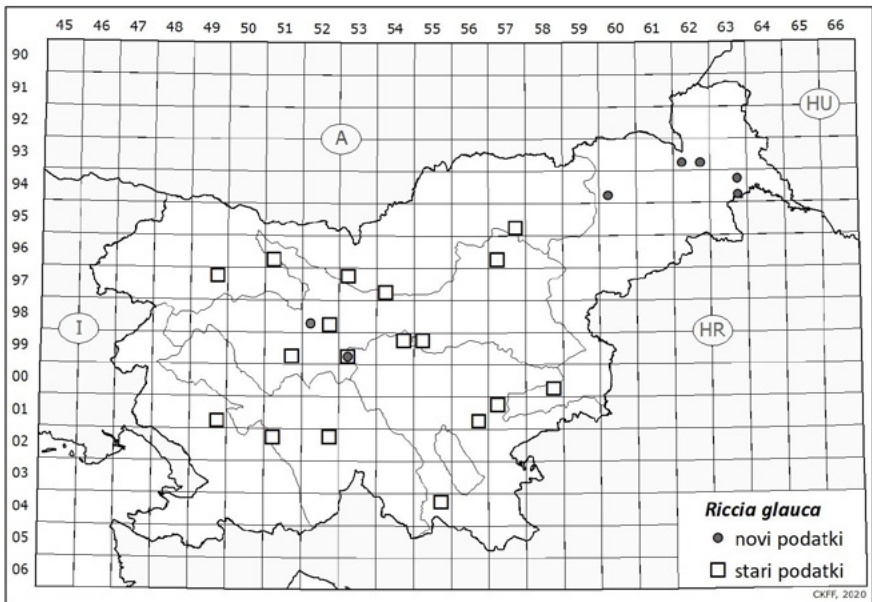 45 46 47 48 49 50 51 52 53 54 55 56 57 59 60 61 62 63 64 65 66
90
91
HU
92
A
93
94
95
96
97
98
I
HR
99
00
01
02
03
04
Riccia glauca
novi podatki
05
stari podatki
06
CKFF, 2020